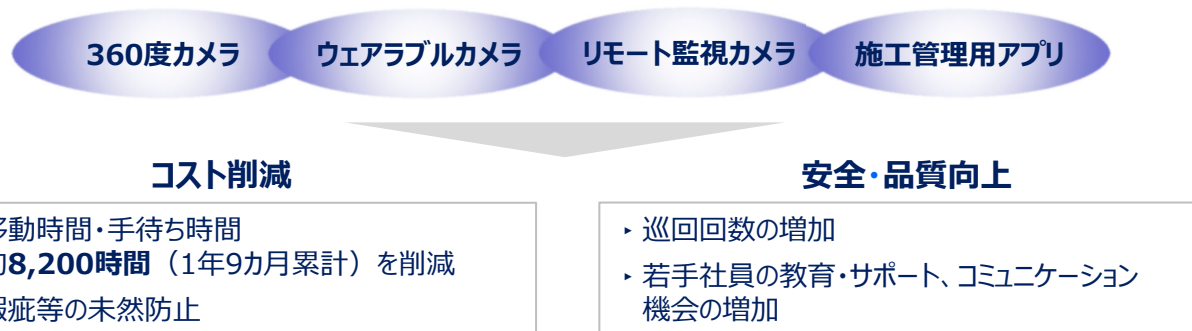 360度カメラ
ウェアラブルカメラ
リモート監視カメラ
施工管理用アプリ
コスト削減
移動時間・手待ち時間
約8,200時間（1年9カ月累計）を削減
瑕疵等の未然防止
安全・品質向上
‣ 巡回回数の増加
‣ 若手社員の教育・サポート、コミュニケーション
機会の増加